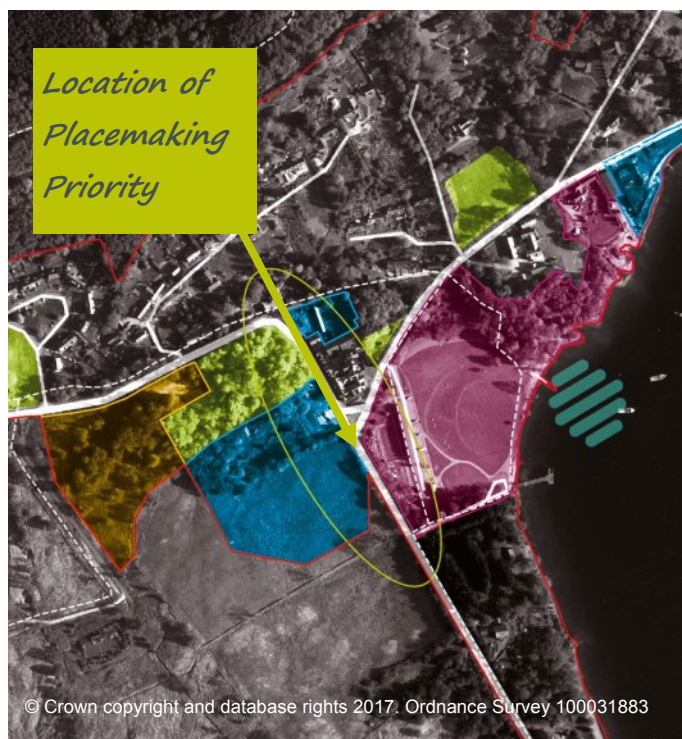 Location of
Placemaking
Priority
© Crown copyright and database rights 2017. Ordnance Survey 100031883